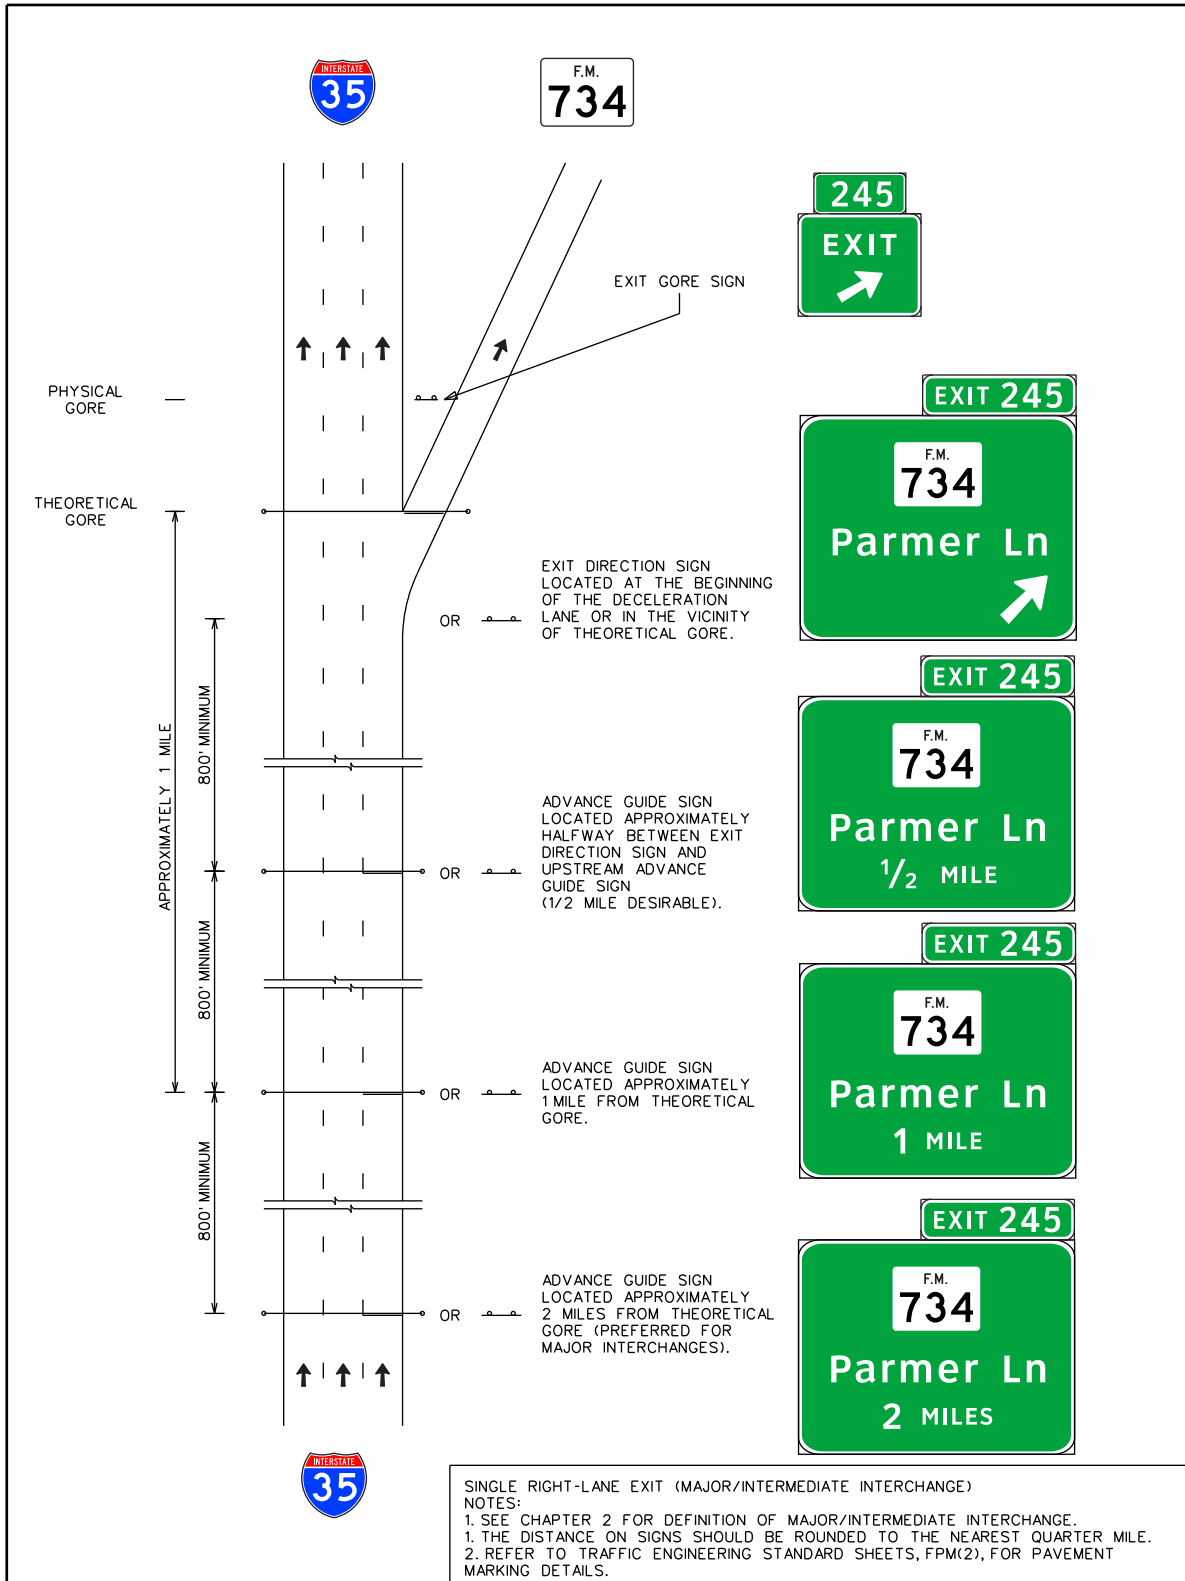 INTERSTATE
35
F.M.
734
245
EXIT
EXIT GORE SIGN
PHYSICAL
GORE
EXIT 245
F.M.
734
Parmer Ln
THEORETICAL
GORE
EXIT DIRECTION SIGN
LOCATED AT THE BEGINNING
OF THE DECELERATION
LANE OR IN THE VICINITY
OF THEORETICAL GORE.
OR
800' MINIMUM
APPROXIMATELY 1 MILE
EXIT 245
F.M.
734
Parmer Ln
1/2 MILE
ADVANCE GUIDE SIGN
LOCATED APPROXIMATELY
HALFWAY BETWEEN EXIT
DIRECTION SIGN AND
UPSTREAM ADVANCE
GUIDE SIGN
(1/2 MILE DESIRABLE).
OR
800' MINIMUM
EXIT 245
F.M.
734
Parmer Ln
1 MILE
ADVANCE GUIDE SIGN
LOCATED APPROXIMATELY
1 MILE FROM THEORETICAL
GORE.
OR
800' MINIMUM
EXIT 245
F.M.
734
Parmer Ln
2 MILES
ADVANCE GUIDE SIGN
LOCATED APPROXIMATELY
2 MILES FROM THEORETICAL
GORE (PREFERRED FOR
MAJOR INTERCHANGES).
OR
INTERSTATE
35
SINGLE RIGHT-LANE EXIT (MAJOR/INTERMEDIATE INTERCHANGE)
NOTES:
1. SEE CHAPTER 2 FOR DEFINITION OF MAJOR/INTERMEDIATE INTERCHANGE.
1. THE DISTANCE ON SIGNS SHOULD BE ROUNDED TO THE NEAREST QUARTER MILE.
2. REFER TO TRAFFIC ENGINEERING STANDARD SHEETS, FPM(2), FOR PAVEMENT
MARKING DETAILS.